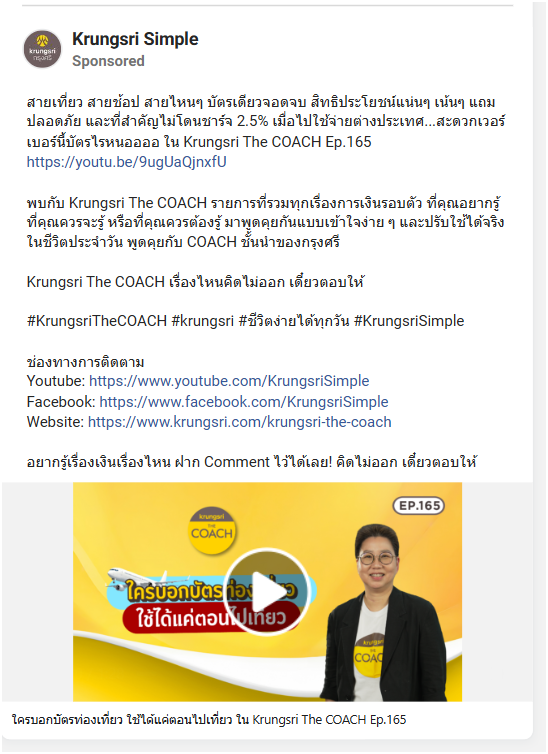 Krungsri Simple
Sponsored
สายเที่ยว สายช้อป สายไหนๆ บัตรเดียวจอดจบ สิทธิประโยชน์แน่นๆ เน้นๆ แถม
ปลอดภัย และที่สำคัญไม่โดนชาร์จ 2.5% เมื่อไปใช้จ่ายต่างประเทศ...สะดวกเวอร์
เบอร์นี้บัตรไรหนออออ ใน Krungsri The COACH Ep.165
https://youtu.be/9ugUaQjnxfU
พบกับ Krungsri The COACH รายการที่รวมทุกเรื่องการเงินรอบตัว ที่คุณอยากรู้
ที่คุณควรจะรู้ หรือที่คุณควรต้องรู้ มาพูดคุยกันแบบเข้าใจง่าย ๆ และปรับใช้ได้จริง
ในชีวิตประจำวัน พูดคุยกับ COACH ชั้นนำของกรุงศรี
Krungsri The COACH เรื่องไหนคิดไม่ออก เดี๋ยวตอบให้
#KrungsriTheCOACH #krungsri #ชีวิตง่ายได้ทุกวัน #KrungsriSimple
ช่องทางการติดตาม
Youtube: https://www.youtube.com/KrungsriSimple
Facebook: https://www.facebook.com/KrungsriSimple
Website: https://www.krungsri.com/krungsri-the-coach
อยากรู้เรื่องเงินเรื่องไหน ฝาก Comment ไว้ได้เลย! คิดไม่ออก เดี๋ยวตอบให้
krungsri
กรุงศรี
EP.165
krungsri
THE
COACH
ใครบอกบัตรท่องเที่ยว
ใช้ได้แค่ตอนไปเที่ยว
krungsri
THE
COACH
ใครบอกบัตรท่องเที่ยว ใช้ได้แค่ตอนไปเที่ยว ใน Krungsri The COACH Ep.165